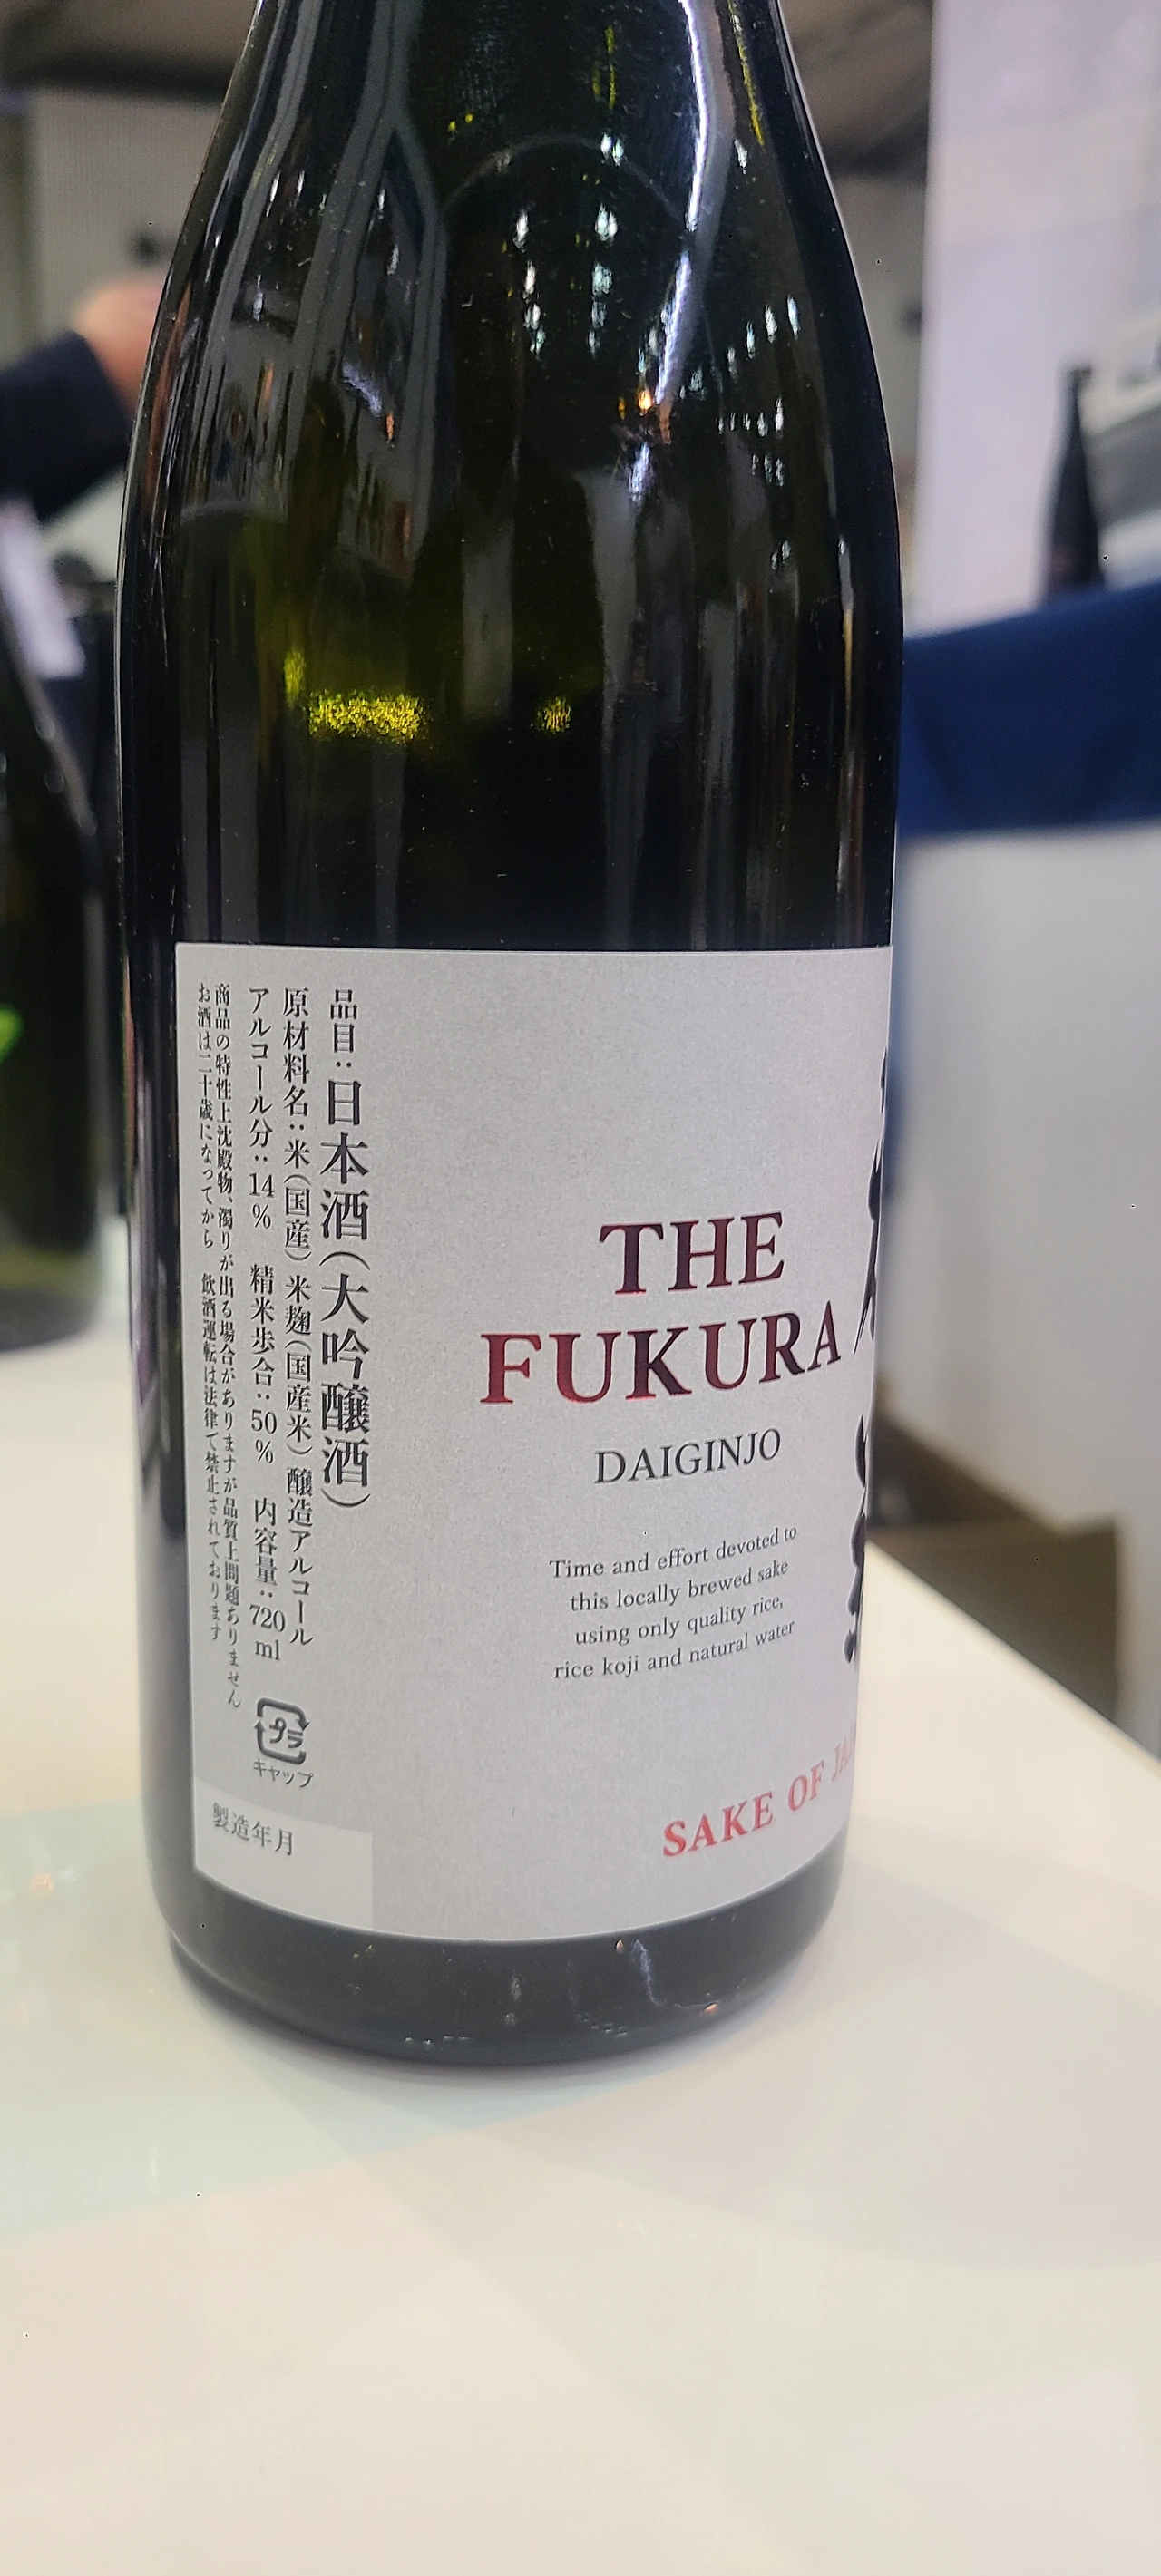 品目：日本酒（大吟醸酒）
原材料名：米（国産） 米麹（国産米） 醸造アルコール
アルコール分：14% 精米歩合：50% 内容量：720ml
商品の特性上沈殿物、濁りが出る場合がありますが品質上問題ありません
お酒は二十歳になってから 飲酒運転は法律で禁止されております
プラ
キャップ
製造年月
THE
FUKURA
DAIGINJO
Time and effort devoted to
this locally brewed sake
using only quality rice,
rice koji and natural water
SAKE OF